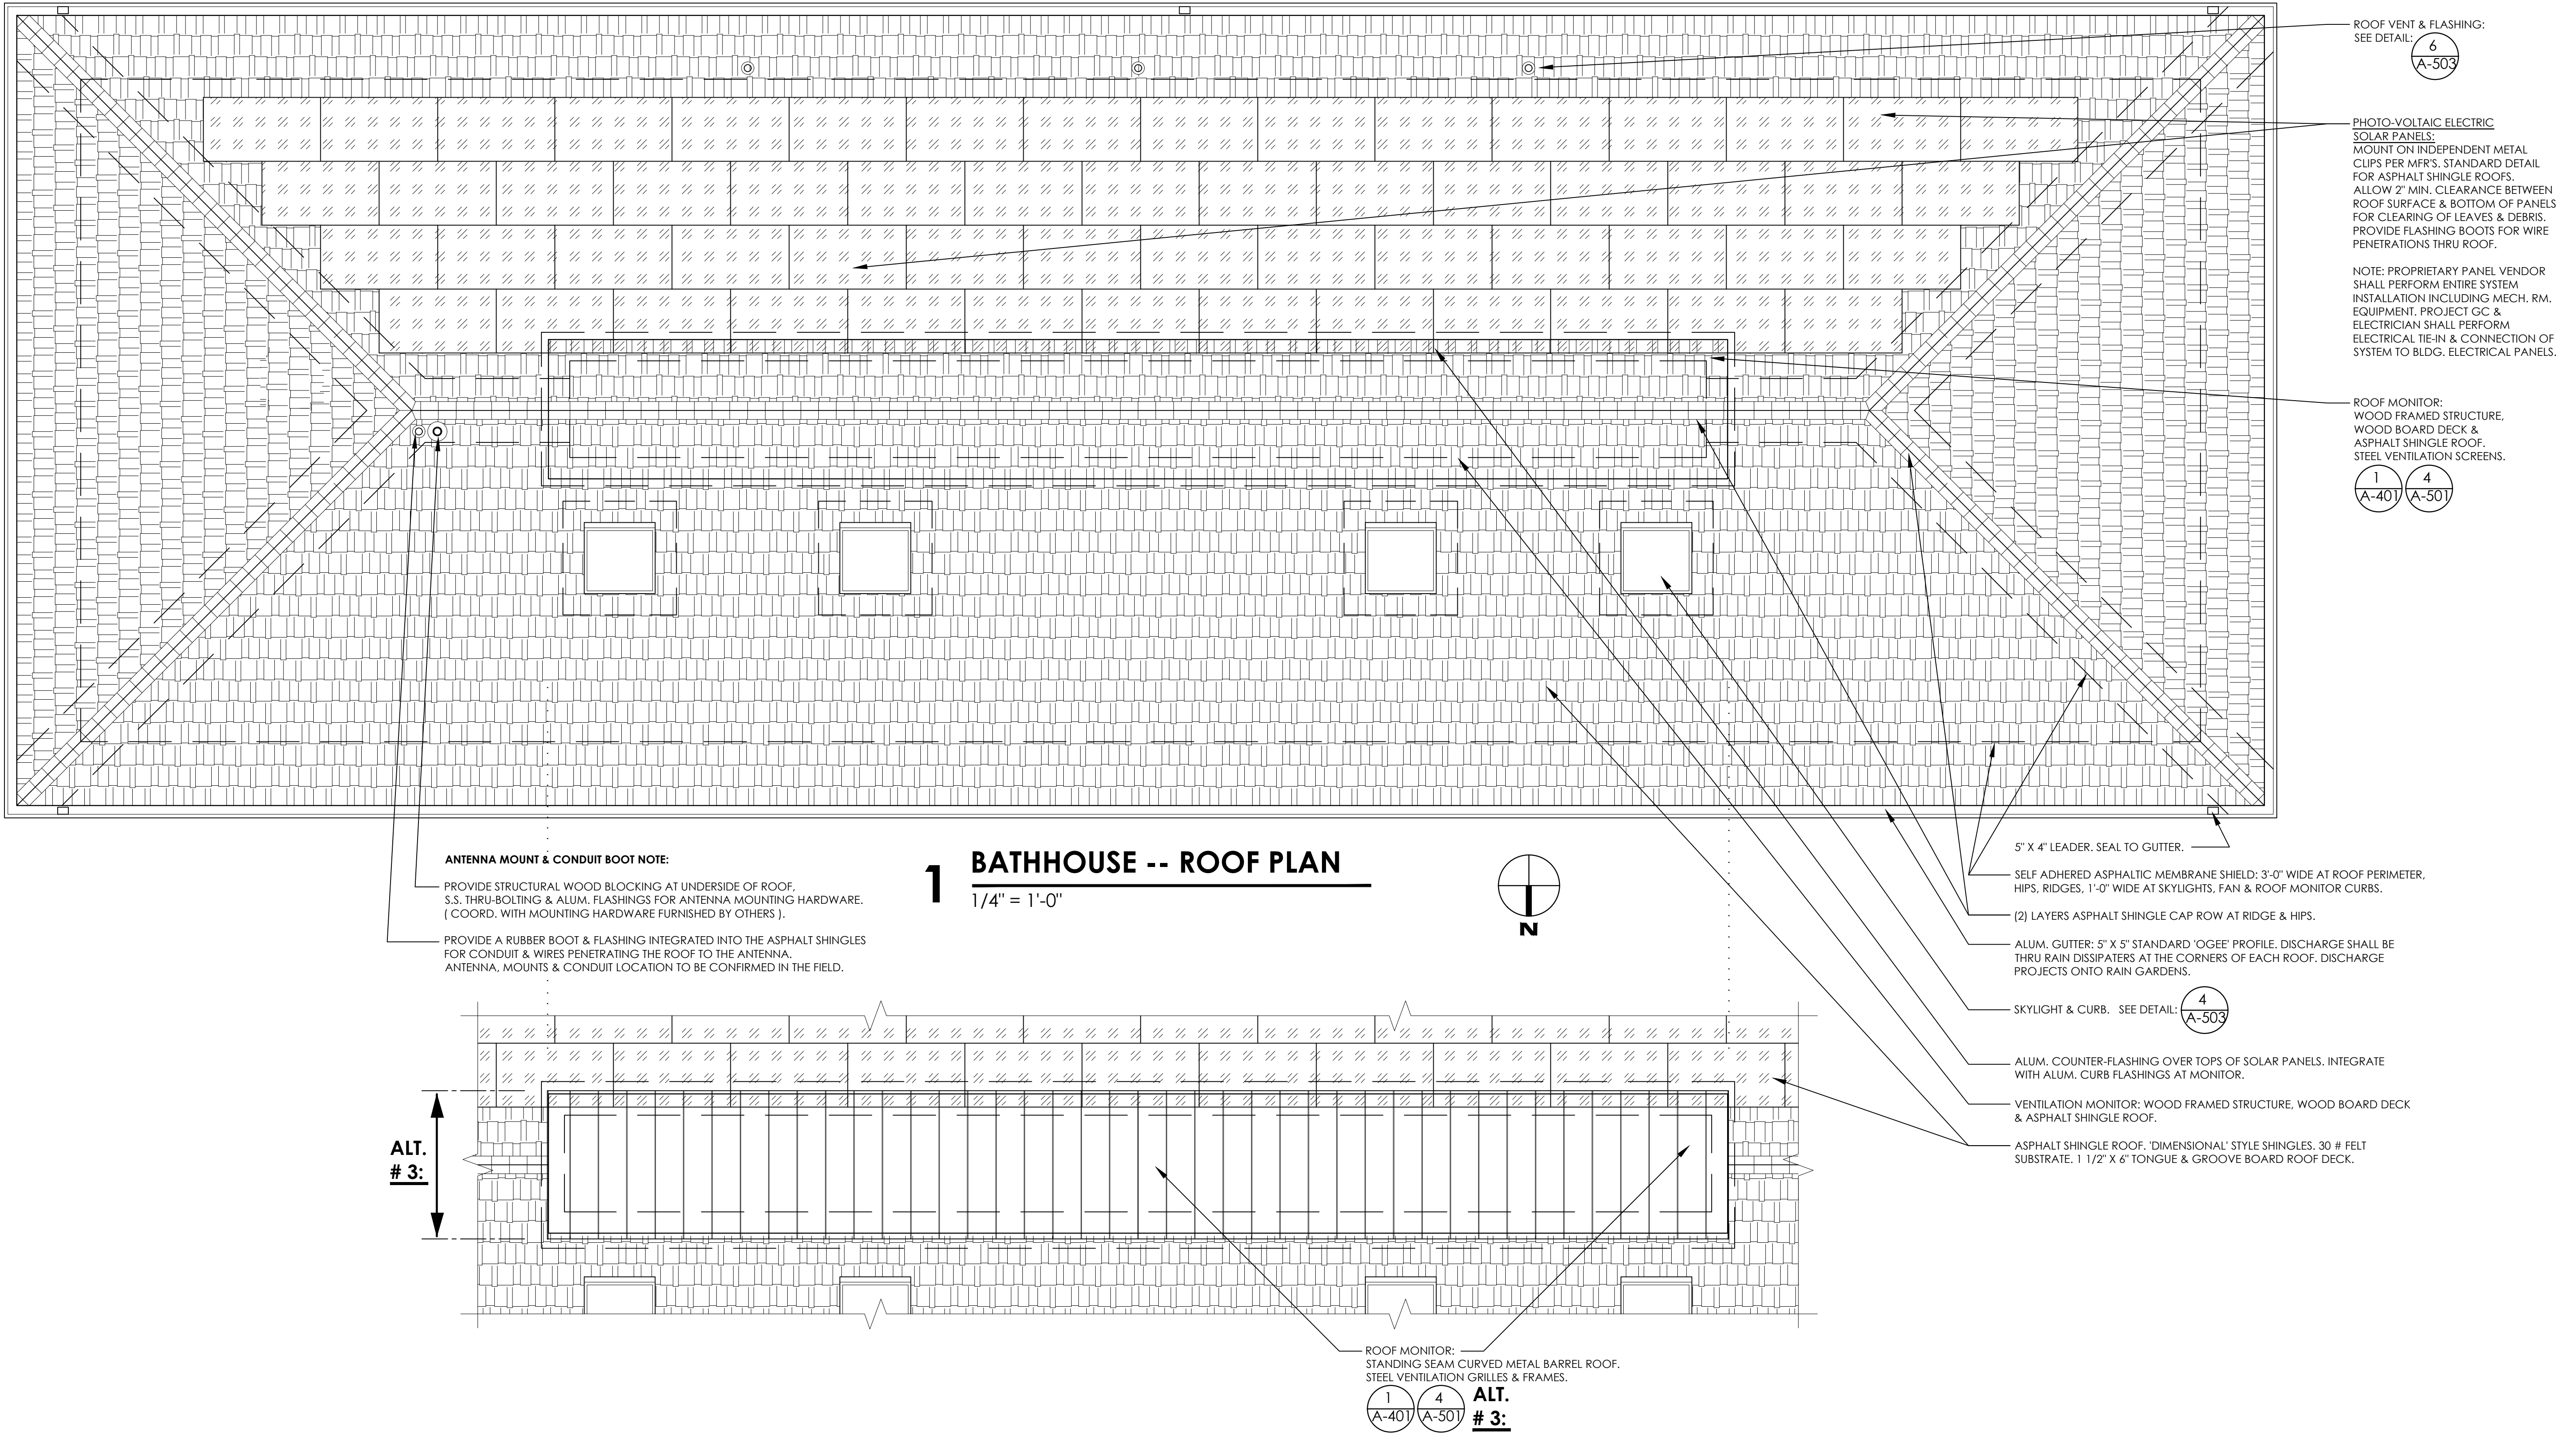 ROOF VENT & FLASHING:
SEE DETAIL:
6
A-503
PHOTO-VOLTAIC ELECTRIC
SOLAR PANELS:
MOUNT ON INDEPENDENT METAL
CLIPS PER MFR'S. STANDARD DETAIL
FOR ASPHALT SHINGLE ROOFS.
ALLOW 2" MIN. CLEARANCE BETWEEN
ROOF SURFACE & BOTTOM OF PANELS
FOR CLEARING OF LEAVES & DEBRIS.
PROVIDE FLASHING BOOTS FOR WIRE
PENETRATIONS THRU ROOF.
NOTE: PROPRIETARY PANEL VENDOR
SHALL PERFORM ENTIRE SYSTEM
INSTALLATION INCLUDING MECH. RM.
EQUIPMENT. PROJECT GC &
ELECTRICIAN SHALL PERFORM
ELECTRICAL TIE-IN & CONNECTION OF
SYSTEM TO BLDG. ELECTRICAL PANELS.
ROOF MONITOR:
WOOD FRAMED STRUCTURE,
WOOD BOARD DECK &
ASPHALT SHINGLE ROOF.
STEEL VENTILATION SCREENS.
1 4
A-401 A-501
ANTENNA MOUNT & CONDUIT BOOT NOTE:
PROVIDE STRUCTURAL WOOD BLOCKING AT UNDERSIDE OF ROOF,
S.S. THRU-BOLTING & ALUM. FLASHINGS FOR ANTENNA MOUNTING HARDWARE.
( COORD. WITH MOUNTING HARDWARE FURNISHED BY OTHERS ).
PROVIDE A RUBBER BOOT & FLASHING INTEGRATED INTO THE ASPHALT SHINGLES
FOR CONDUIT & WIRES PENETRATING THE ROOF TO THE ANTENNA.
ANTENNA, MOUNTS & CONDUIT LOCATION TO BE CONFIRMED IN THE FIELD.
1 BATHHOUSE -- ROOF PLAN
1/4" = 1'-0"
N
5" X 4" LEADER. SEAL TO GUTTER.
SELF ADHERED ASPHALTIC MEMBRANE SHIELD: 3'-0" WIDE AT ROOF PERIMETER,
HIPS, RIDGES, 1'-0" WIDE AT SKYLIGHTS, FAN & ROOF MONITOR CURBS.
(2) LAYERS ASPHALT SHINGLE CAP ROW AT RIDGE & HIPS.
ALUM. GUTTER: 5" X 5" STANDARD 'OGEE' PROFILE. DISCHARGE SHALL BE
THRU RAIN DISSIPATERS AT THE CORNERS OF EACH ROOF. DISCHARGE
PROJECTS ONTO RAIN GARDENS.
SKYLIGHT & CURB. SEE DETAIL:
4
A-503
ALUM. COUNTER-FLASHING OVER TOPS OF SOLAR PANELS. INTEGRATE
WITH ALUM. CURB FLASHINGS AT MONITOR.
VENTILATION MONITOR: WOOD FRAMED STRUCTURE, WOOD BOARD DECK
& ASPHALT SHINGLE ROOF.
ASPHALT SHINGLE ROOF. 'DIMENSIONAL' STYLE SHINGLES. 30 # FELT
SUBSTRATE. 1 1/2" X 6" TONGUE & GROOVE BOARD ROOF DECK.
ALT.
# 3:
ROOF MONITOR:
STANDING SEAM CURVED METAL BARREL ROOF.
STEEL VENTILATION GRILLES & FRAMES.
1 4
A-401 A-501
ALT.
# 3: